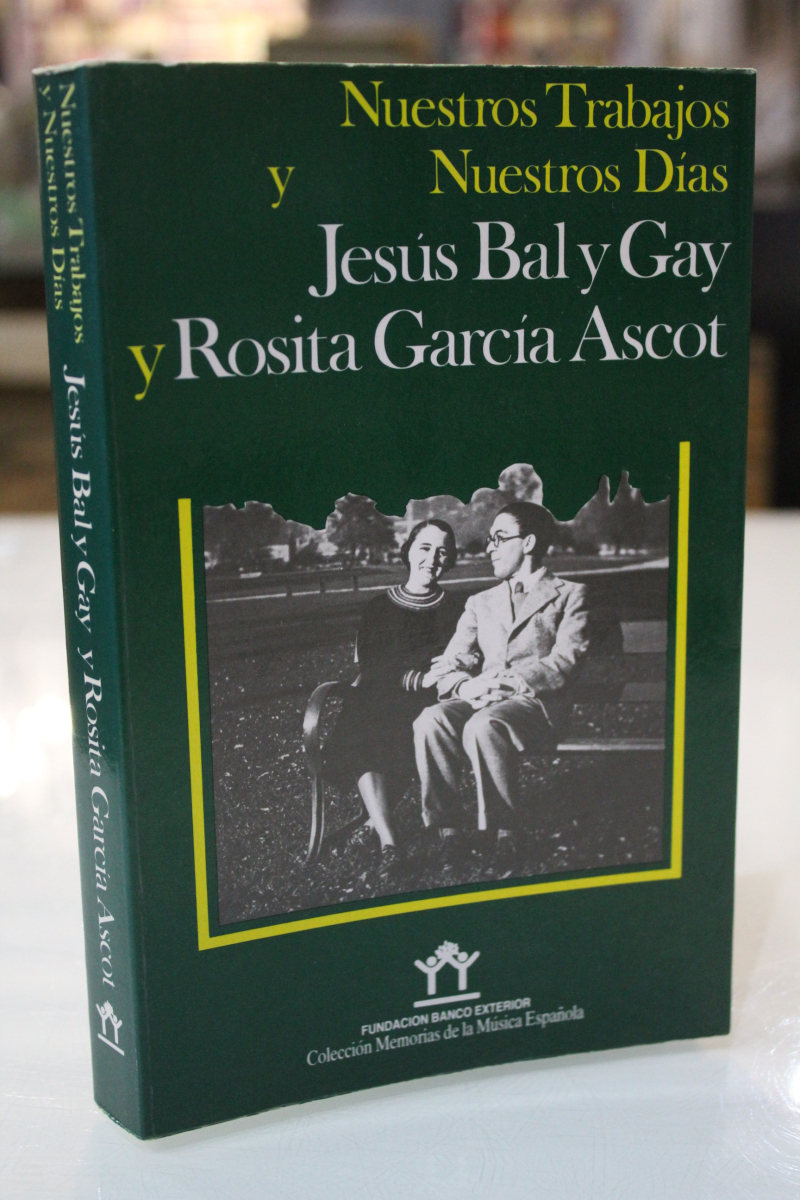 Nuestros Trabajos
y Nuestros Días
Jesús Bal y Gay
y Rosita García Ascot
FUNDACION BANCO EXTERIOR
Colección Memorias de la Música Española
Nuestros Trabajos
y Nuestros Días
Jesús Bal y Gay y Rosita García Ascot